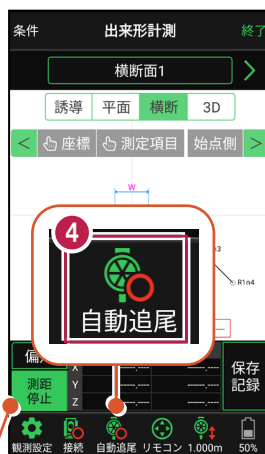 条件 出来形計測 終了
横断面1 >
誘導 平面 横断 3D
< 座標 測定項目 始点側 >
W
4
自動追尾
n3
R1n4
偏
X -----.---- -----.----
測距停止 Y -----.---- -----.----
Z -----.---- -----.----
保存
記録
観測設定 接続 自動追尾 リモコン 1.000m 50%